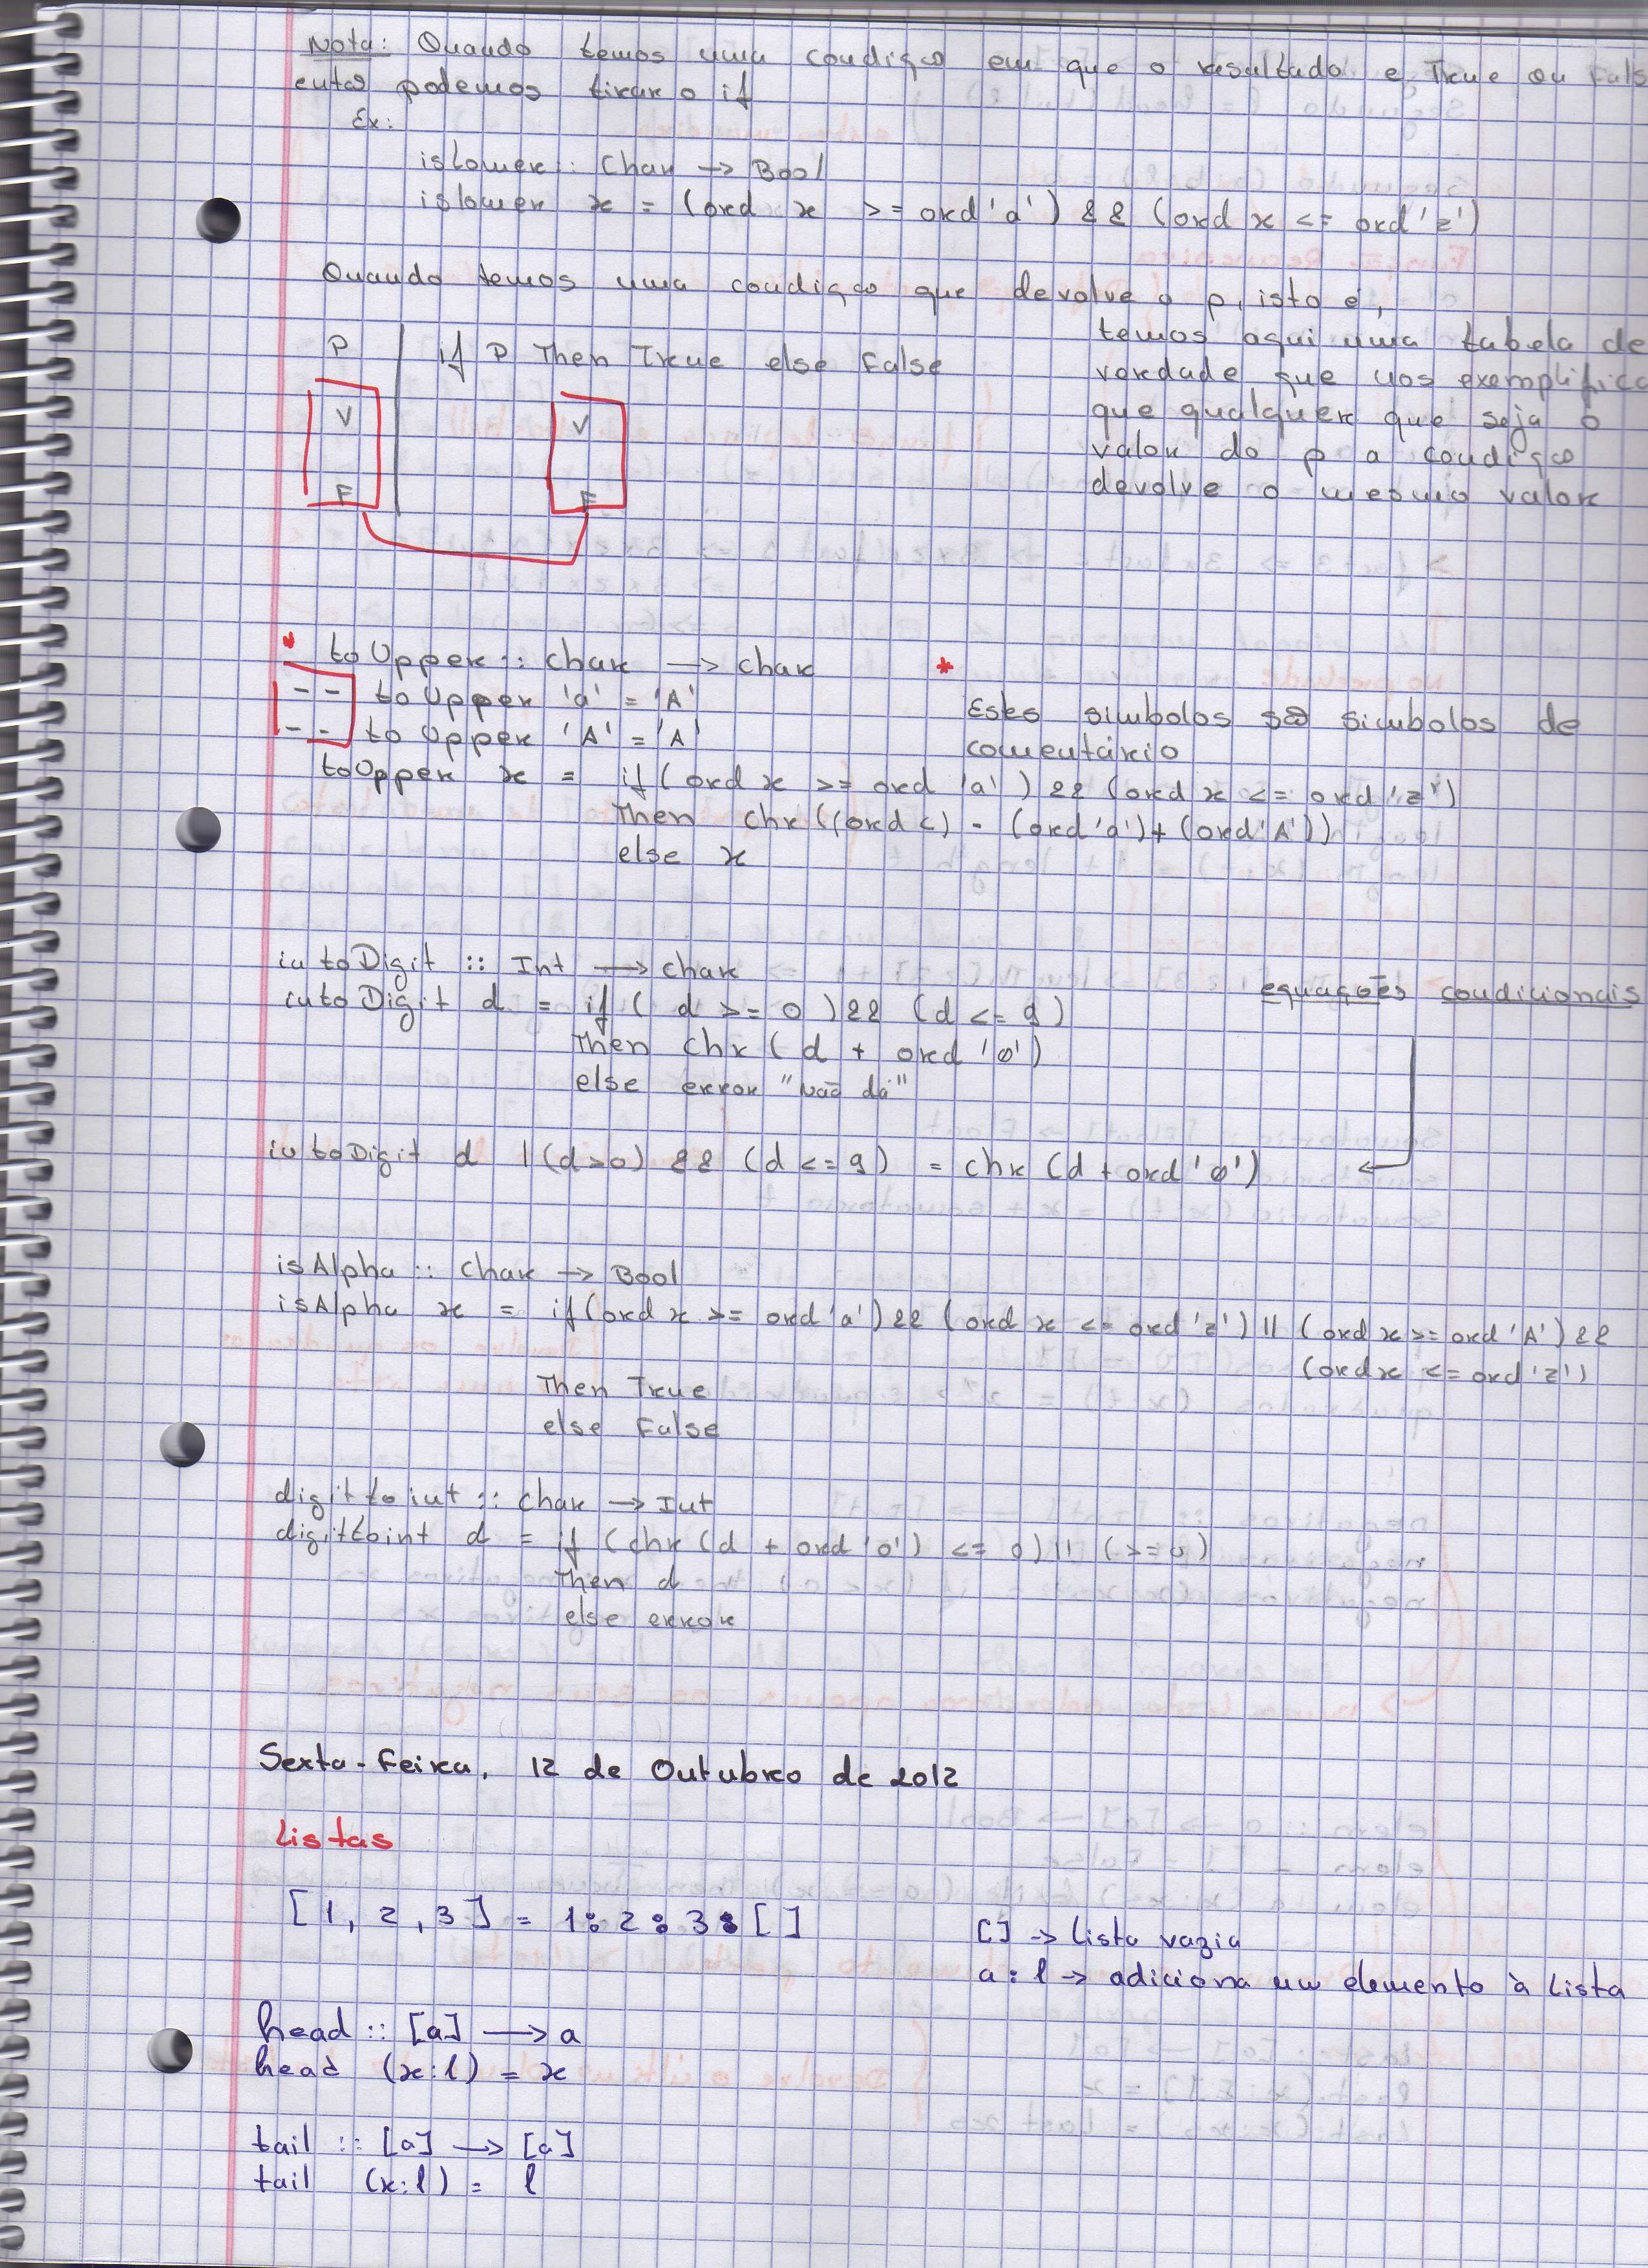 Nota: Quando temos uma condição em que o resultado e True ou Fals
entao podemos tirar o if
Ex:
isLower :: Char -> Bool
islower x = (ord x >= ord 'a') && (ord x <= ord 'z')
Quando temos uma condição que devolve o p, isto é,
temos aqui uma tabela de
verdade que nos exemplifica
que qualquer que seja o
valor do p a condição
devolve o mesmo valor
P | if P Then True else False
V V
F F
* toUpper :: char -> char
-- to Upper 'a' = 'A'
-- to Upper 'A' = 'A'
* Estes simbolos são simbolos de
comentário
toUpper x = if (ord x >= ord 'a') && (ord x <= ord 'z')
Then chr ((ord c) - (ord 'a') + (ord 'A'))
else x
intoDigit :: Int -> char
intoDigit d = if ( d >= 0 ) && (d <= 9)
Then chr ( d + ord '0')
else error "não dá"
equações condicionais
intoDigit d | (d>0) && (d <= 9) = chr (d + ord '0')
isAlpha :: char -> Bool
isAlpha x = if (ord x >= ord 'a') && (ord x <= ord 'z') || (ord x >= ord 'A') &&
(ord x <= ord 'z')
Then True
else False
digittoint :: char -> Int
digittoint d = if (chr (d + ord '0') <= 0) || (>= 0)
Then d
else error
Sexta-Feira, 12 de Outubro de 2012
Listas
[ 1, 2, 3 ] = 1: 2: 3: [ ]
[] -> lista vazia
a : l -> adiciona um elemento à lista
head :: [a] -> a
head (x:l) = x
tail :: [a] -> [a]
tail (x:l) = l